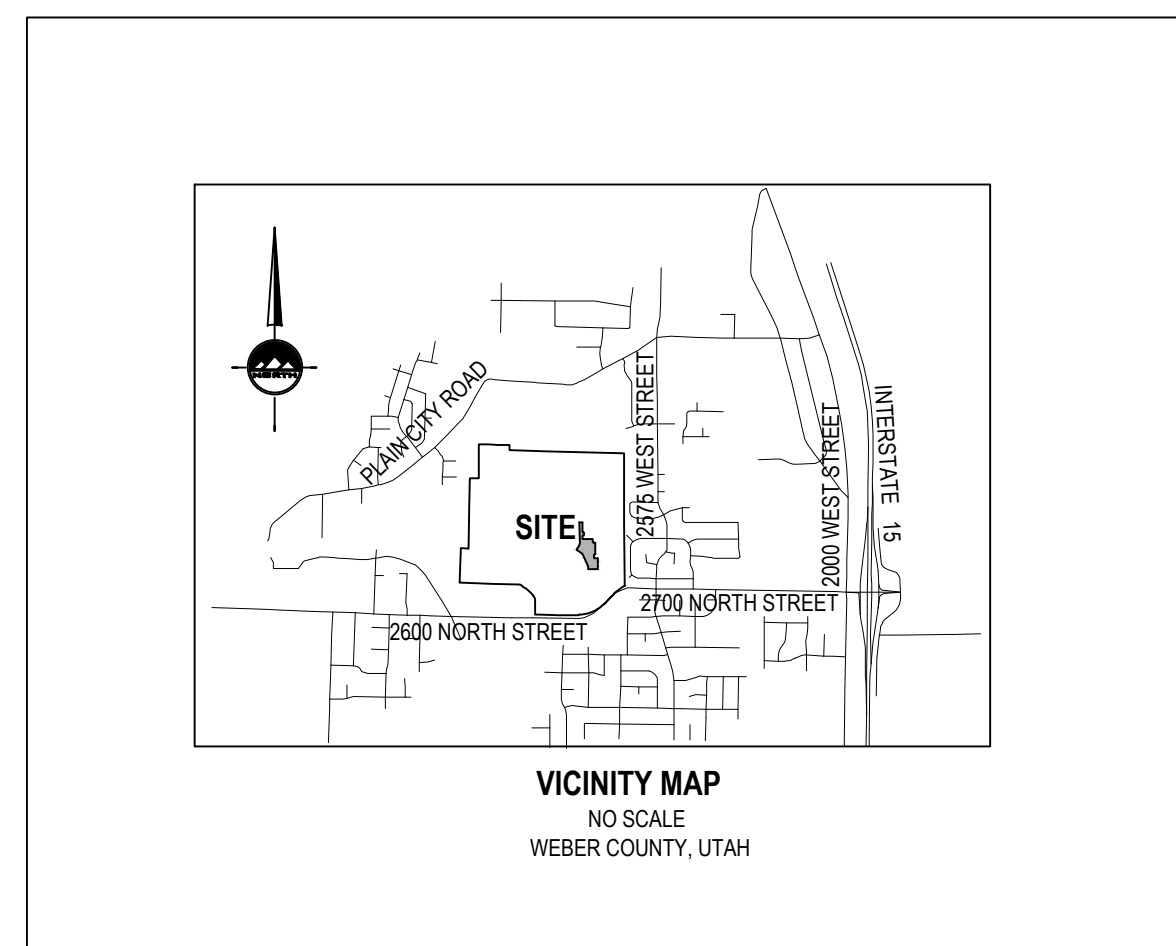 NORTH
PLAIN CITY ROAD
2575 WEST STREET
2000 WEST STREET
INTERSTATE 15
SITE
2700 NORTH STREET
2600 NORTH STREET
VICINITY MAP
NO SCALE
WEBER COUNTY, UTAH